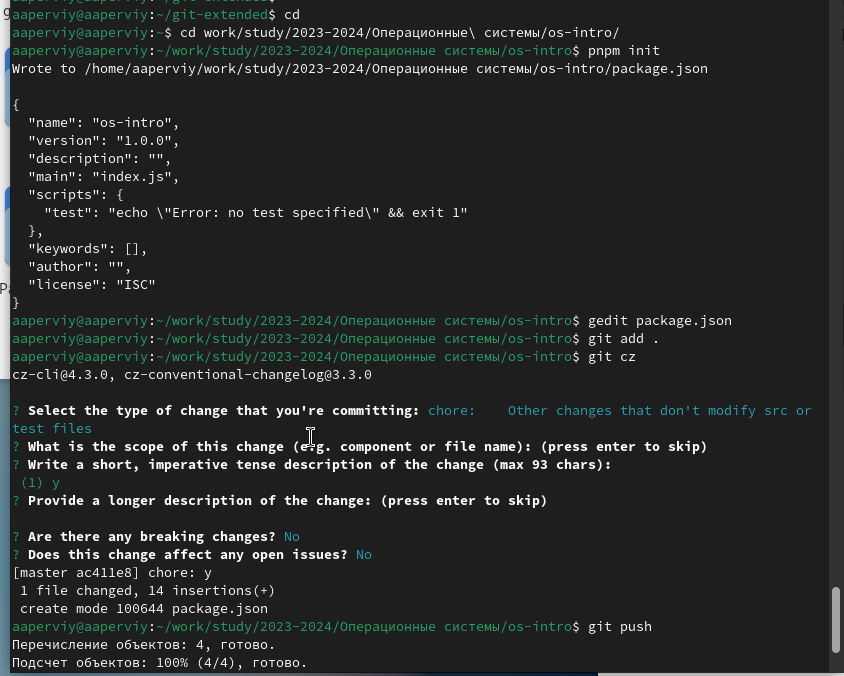 aaperviy@aaperviy:~/git-extended$ cd
aaperviy@aaperviy:~$ cd work/study/2023-2024/Операционные\ системы/os-intro/
aaperviy@aaperviy:~/work/study/2023-2024/Операционные системы/os-intro$ pnpm init
Wrote to /home/aaperviy/work/study/2023-2024/Операционные системы/os-intro/package.json
{
  "name": "os-intro",
  "version": "1.0.0",
  "description": "",
  "main": "index.js",
  "scripts": {
    "test": "echo \"Error: no test specified\" && exit 1"
  },
  "keywords": [],
  "author": "",
  "license": "ISC"
}
aaperviy@aaperviy:~/work/study/2023-2024/Операционные системы/os-intro$ gedit package.json
aaperviy@aaperviy:~/work/study/2023-2024/Операционные системы/os-intro$ git add .
aaperviy@aaperviy:~/work/study/2023-2024/Операционные системы/os-intro$ git cz
cz-cli@4.3.0, cz-conventional-changelog@3.3.0
? Select the type of change that you're committing: chore:    Other changes that don't modify src or
test files
? What is the scope of this change (e.g. component or file name): (press enter to skip)
? Write a short, imperative tense description of the change (max 93 chars):
 (1) y
? Provide a longer description of the change: (press enter to skip)
? Are there any breaking changes? No
? Does this change affect any open issues? No
[master ac411e8] chore: y
 1 file changed, 14 insertions(+)
 create mode 100644 package.json
aaperviy@aaperviy:~/work/study/2023-2024/Операционные системы/os-intro$ git push
Перечисление объектов: 4, готово.
Подсчет объектов: 100% (4/4), готово.